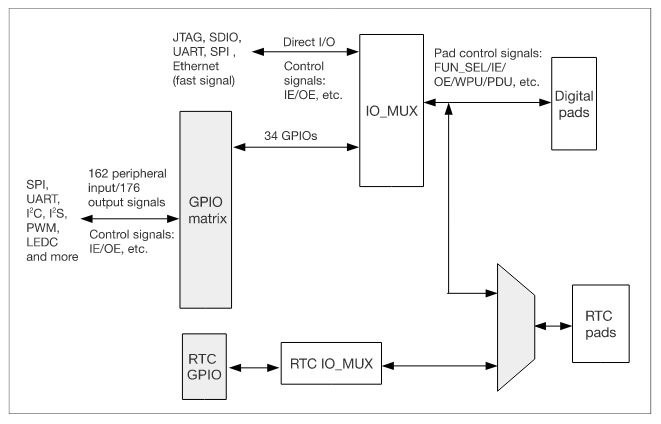 JTAG, SDIO,
UART, SPI ,
Ethernet
(fast signal)
Direct I/O
Control
signals:
IE/OE, etc.
IO_MUX
Pad control signals:
FUN_SEL/IE/
OE/WPU/PDU, etc.
Digital
pads
34 GPIOs
SPI,
UART,
I²C, I²S,
PWM,
LEDC
and more
162 peripheral
input/176
output signals
Control signals:
IE/OE, etc.
GPIO
matrix
RTC
GPIO
RTC IO_MUX
RTC
pads